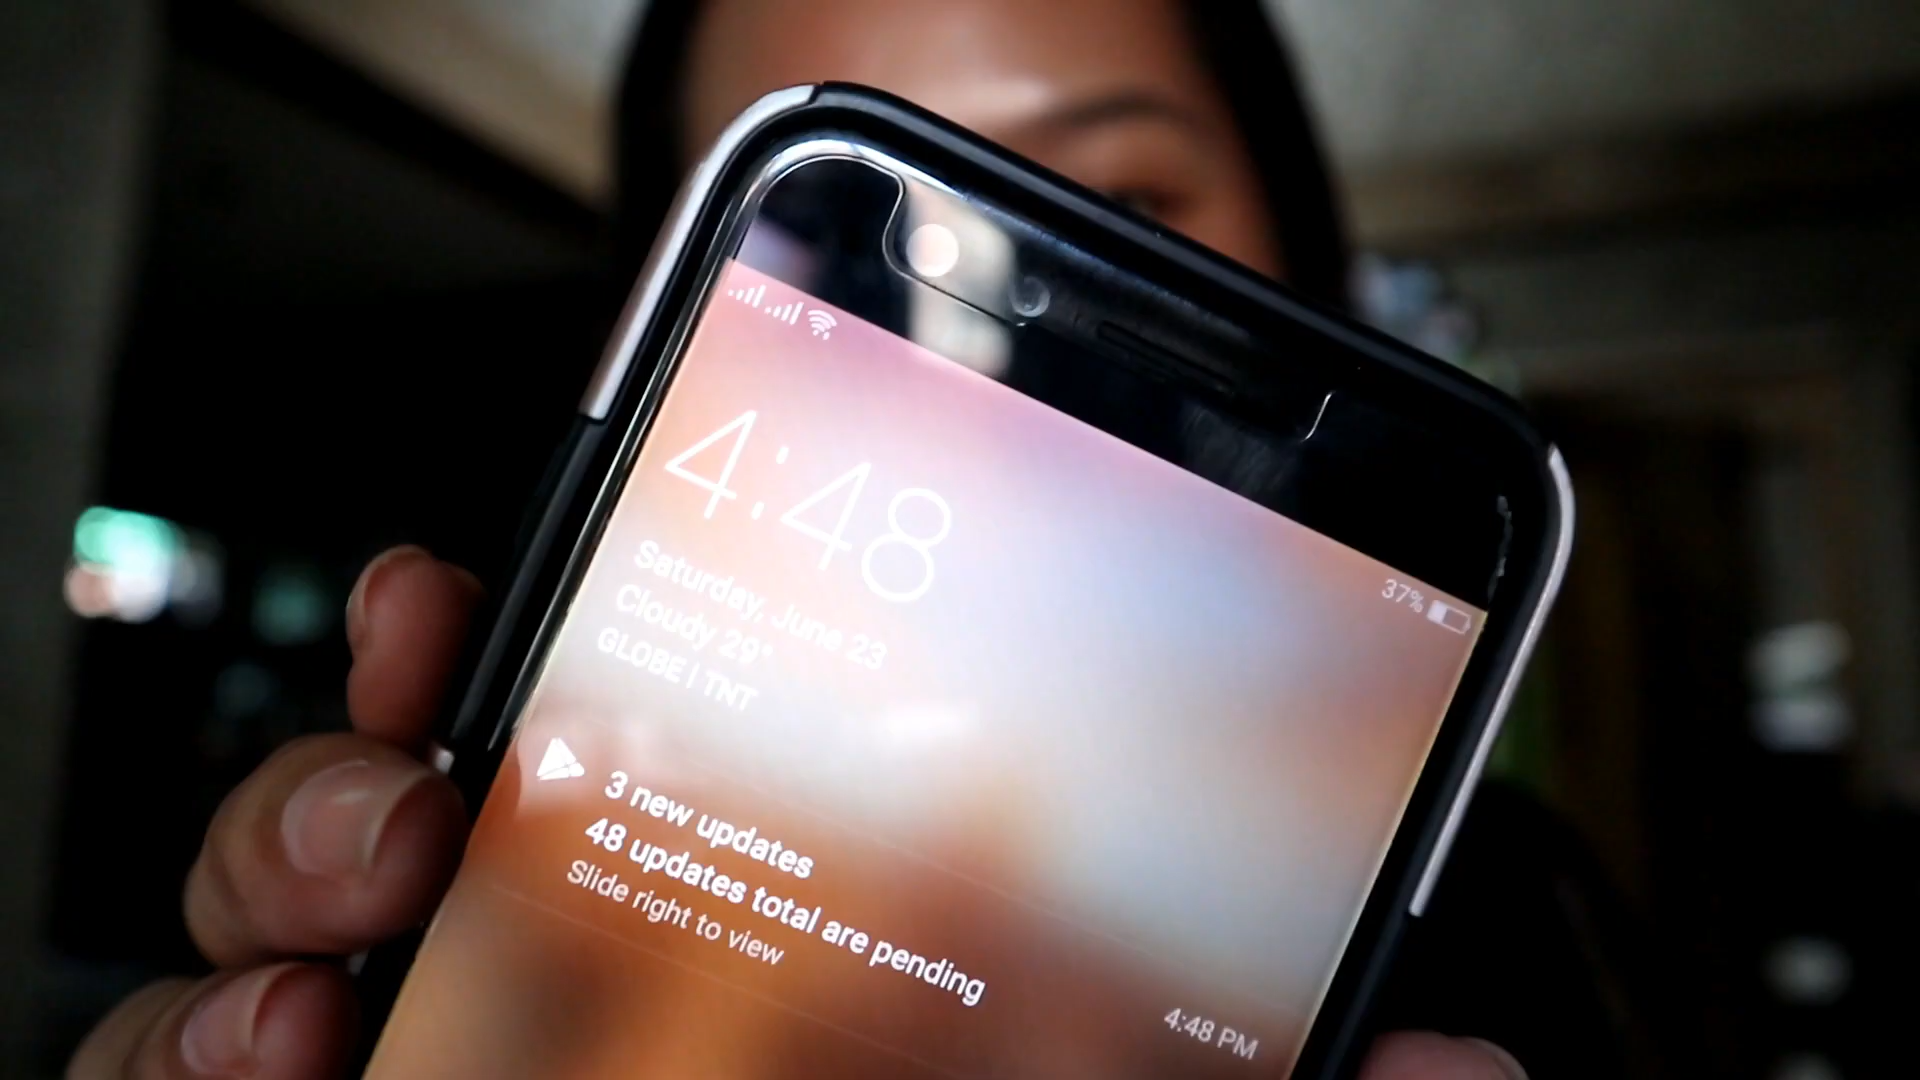 37%
4:48
Saturday, June 23
Cloudy 29°
GLOBE | TNT
3 new updates
48 updates total are pending
Slide right to view
4:48 PM